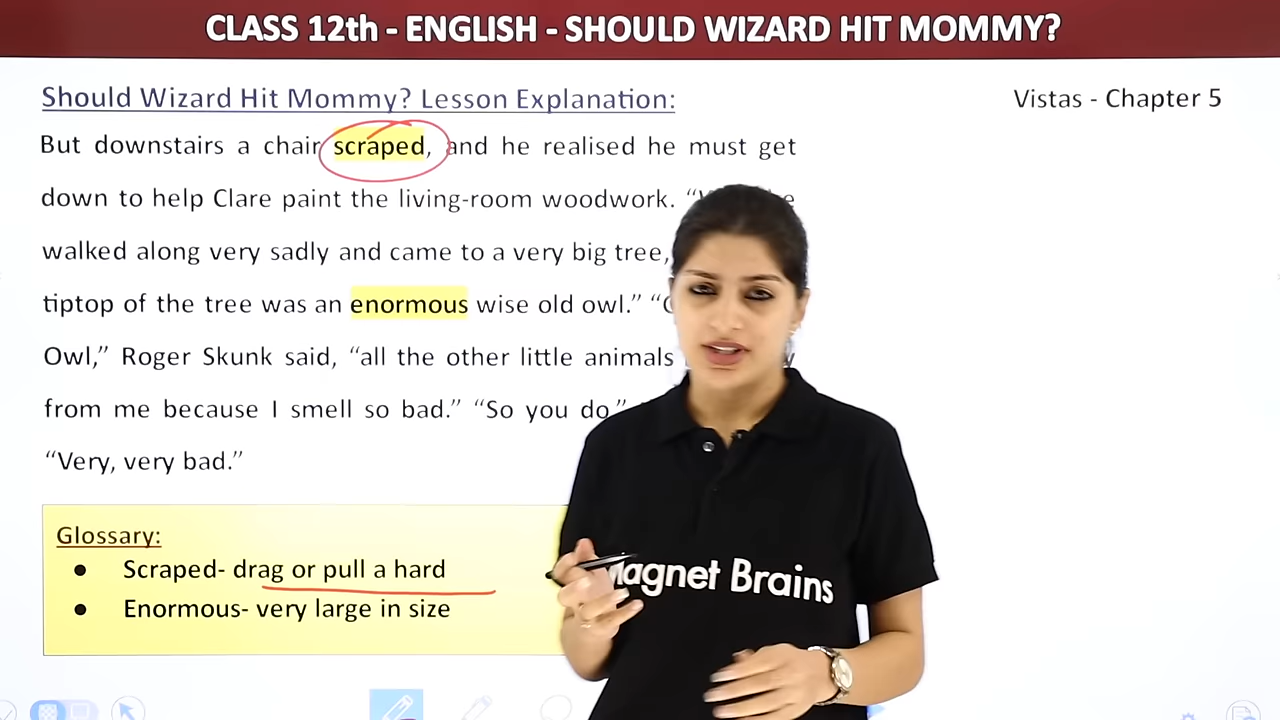 CLASS 12th - ENGLISH - SHOULD WIZARD HIT MOMMY?
Should Wizard Hit Mommy? Lesson Explanation:
Vistas - Chapter 5
But downstairs a chair scraped, and he realised he must get
down to help Clare paint the living-room woodwork.
walked along very sadly and came to a very big tree,
tiptop of the tree was an enormous wise old owl.”
Owl,” Roger Skunk said, “all the other little animals
from me because I smell so bad.” “So you do,”
“Very, very bad.”
Glossary:
● Scraped- drag or pull a hard
● Enormous- very large in size
Magnet Brains